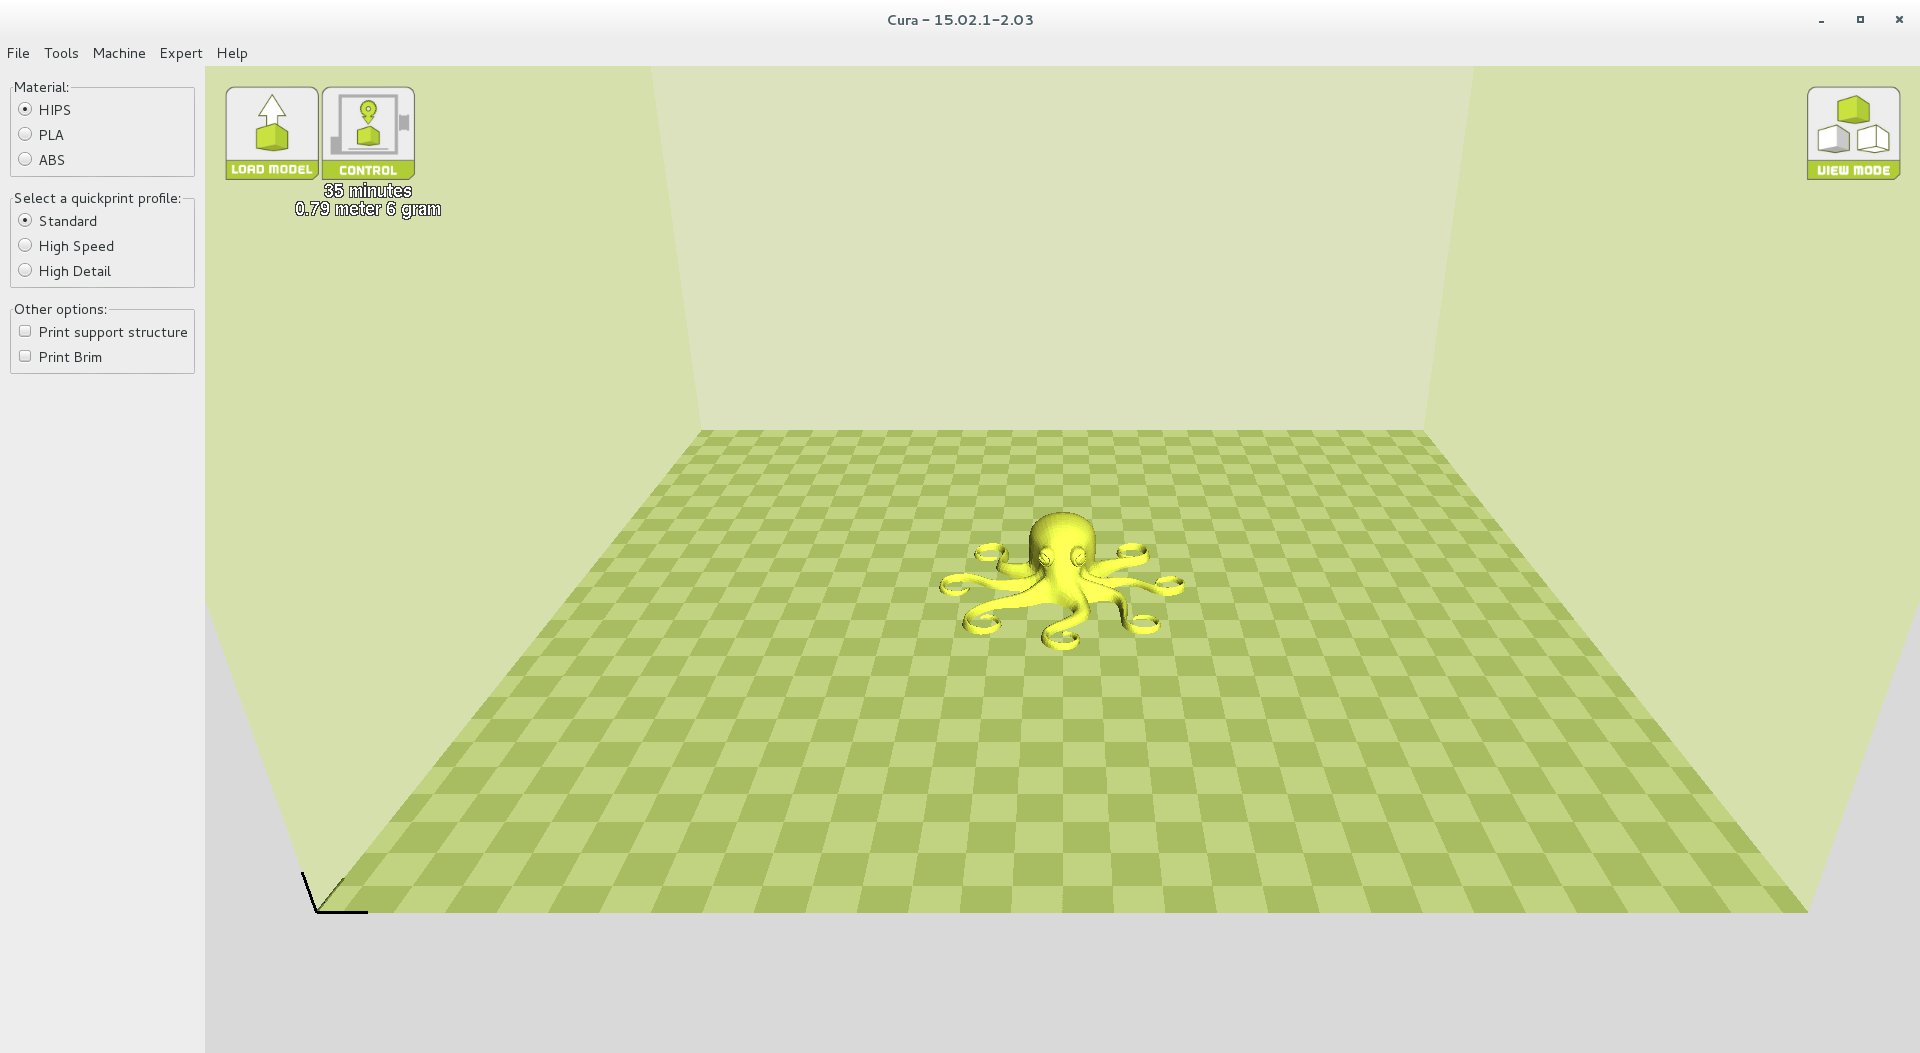 Cura - 15.02.1-2.03
File Tools Machine Expert Help
Material:
HIPS
PLA
ABS
Select a quickprint profile:
Standard
High Speed
High Detail
Other options:
Print support structure
Print Brim
LOAD MODEL
CONTROL
35 minutes
0.79 meter 6 gram
VIEW MODE